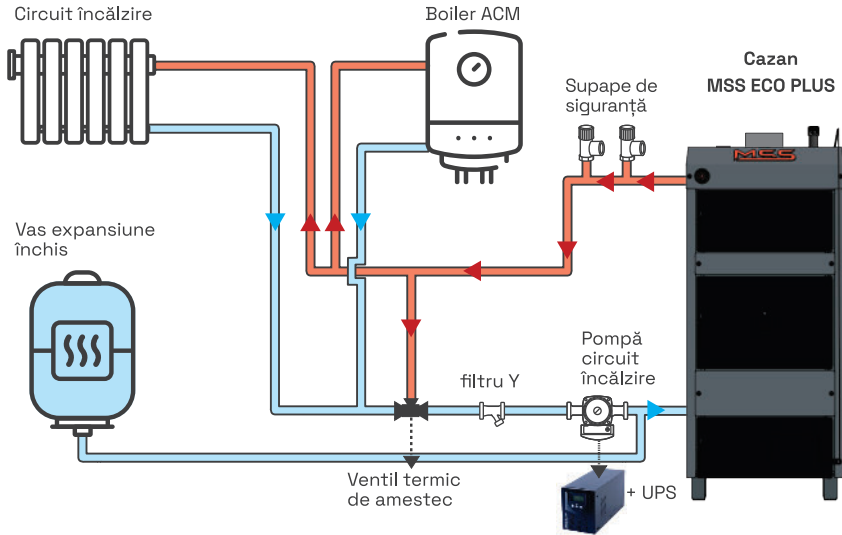 Circuit încălzire
Boiler ACM
Cazan
MSS ECO PLUS
Supape de
siguranță
MSS
Vas expansiune
închis
Pompă
circuit
încălzire
filtru Y
Ventil termic
de amestec
+ UPS